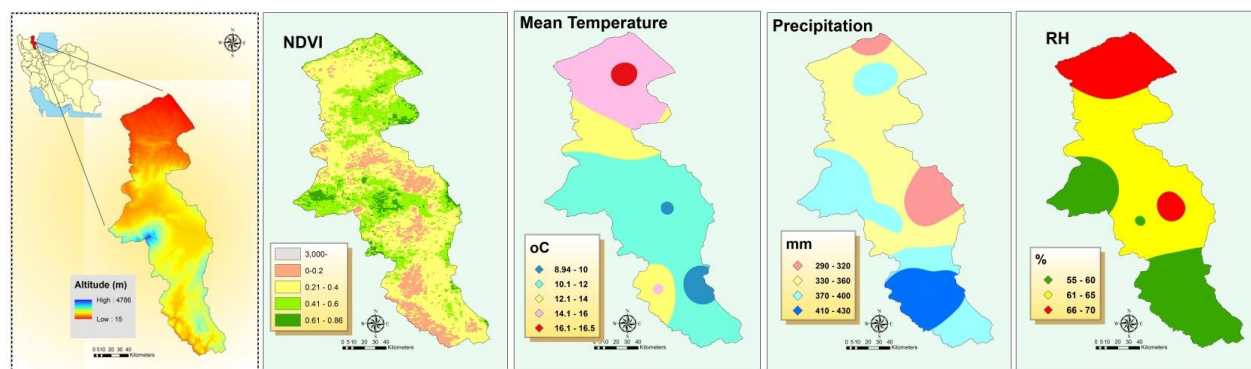 N
W E
S
Altitude (m)
High : 4786
Low : 15
0 5 10 20 30 40
Kilometers
NDVI
N
W E
S
3,000-
0-0.2
0.21 - 0.4
0.41 - 0.6
0.61 - 0.86
N
W E
S
0 5 10 20 30 40
Kilometers
Mean Temperature
N
W E
S
oC
8.94 - 10
10.1 - 12
12.1 - 14
14.1 - 16
16.1 - 16.5
N
W E
S
0 5 10 20 30 40
Kilometers
Precipitation
N
W E
S
mm
290 - 320
330 - 360
370 - 400
410 - 430
N
W E
S
0 5 10 20 30 40
Kilometers
RH
N
W E
S
%
55 - 60
61 - 65
66 - 70
N
W E
S
0 5 10 20 30 40
Kilometers